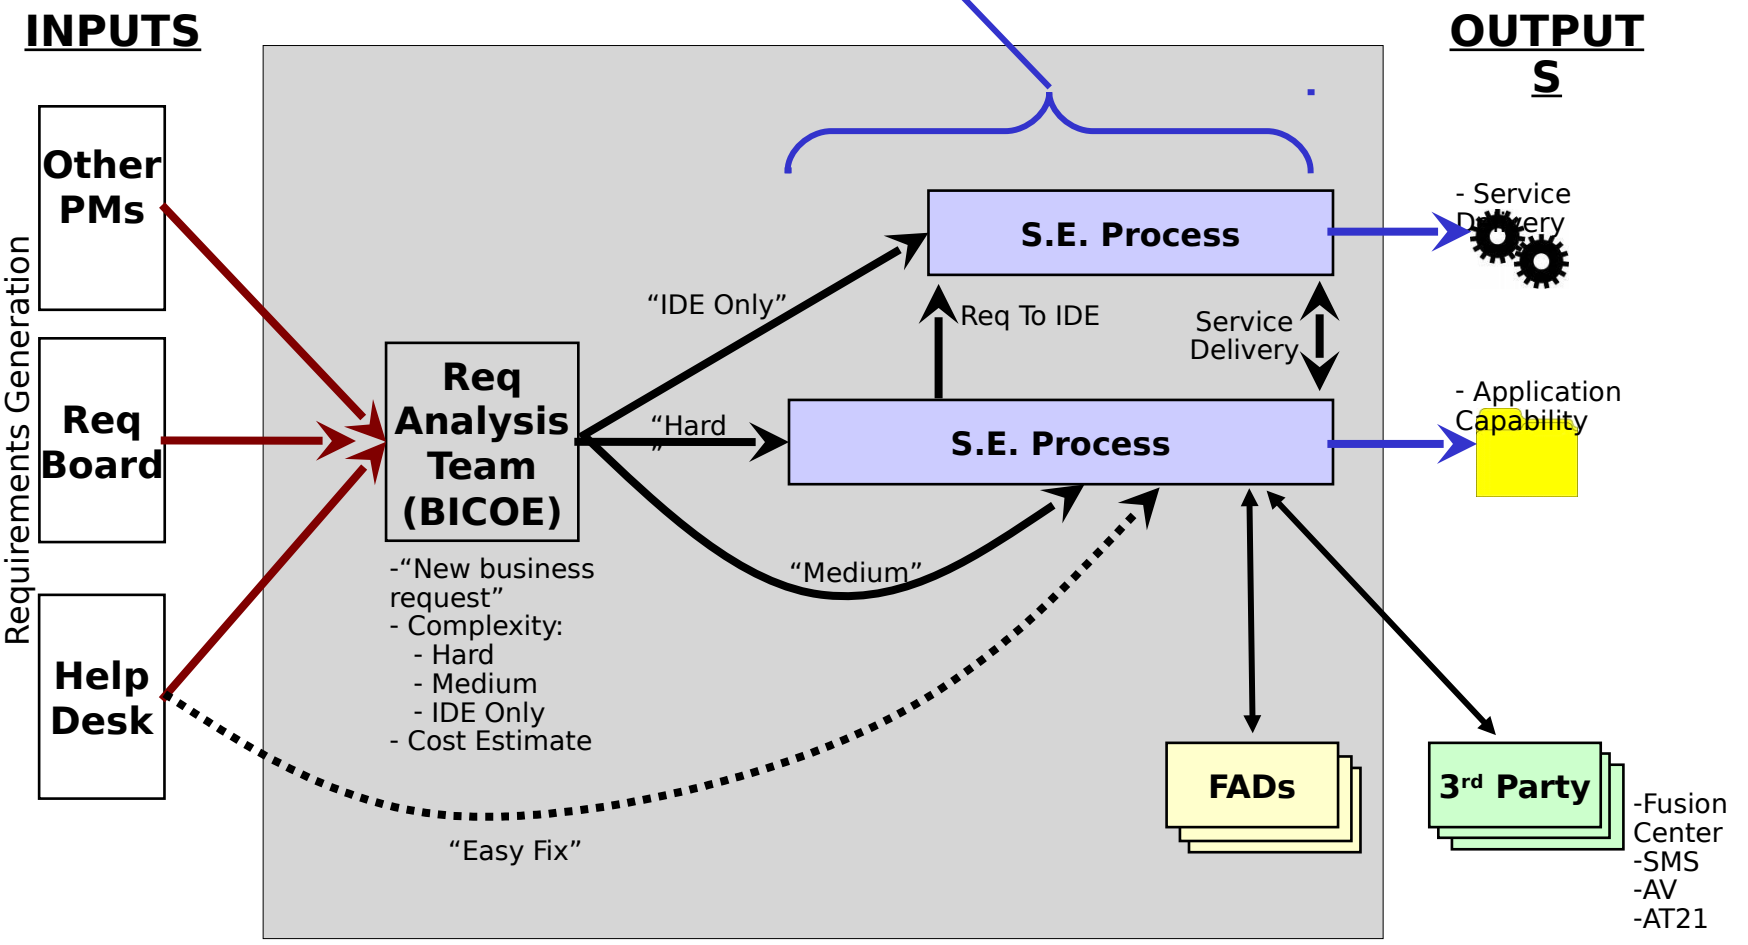 INPUTS
OUTPUT
S
Requirements Generation
Other
PMs
Req
Board
Help
Desk
Req
Analysis
Team
(BICOE)
-“New business
request”
- Complexity:
- Hard
- Medium
- IDE Only
- Cost Estimate
“IDE Only”
“Hard
”
“Medium”
“Easy Fix”
S.E. Process
Req To IDE
Service
Delivery
S.E. Process
- Service
Delivery
- Application
Capability
FADs
3rd Party
-Fusion
Center
-SMS
-AV
-AT21